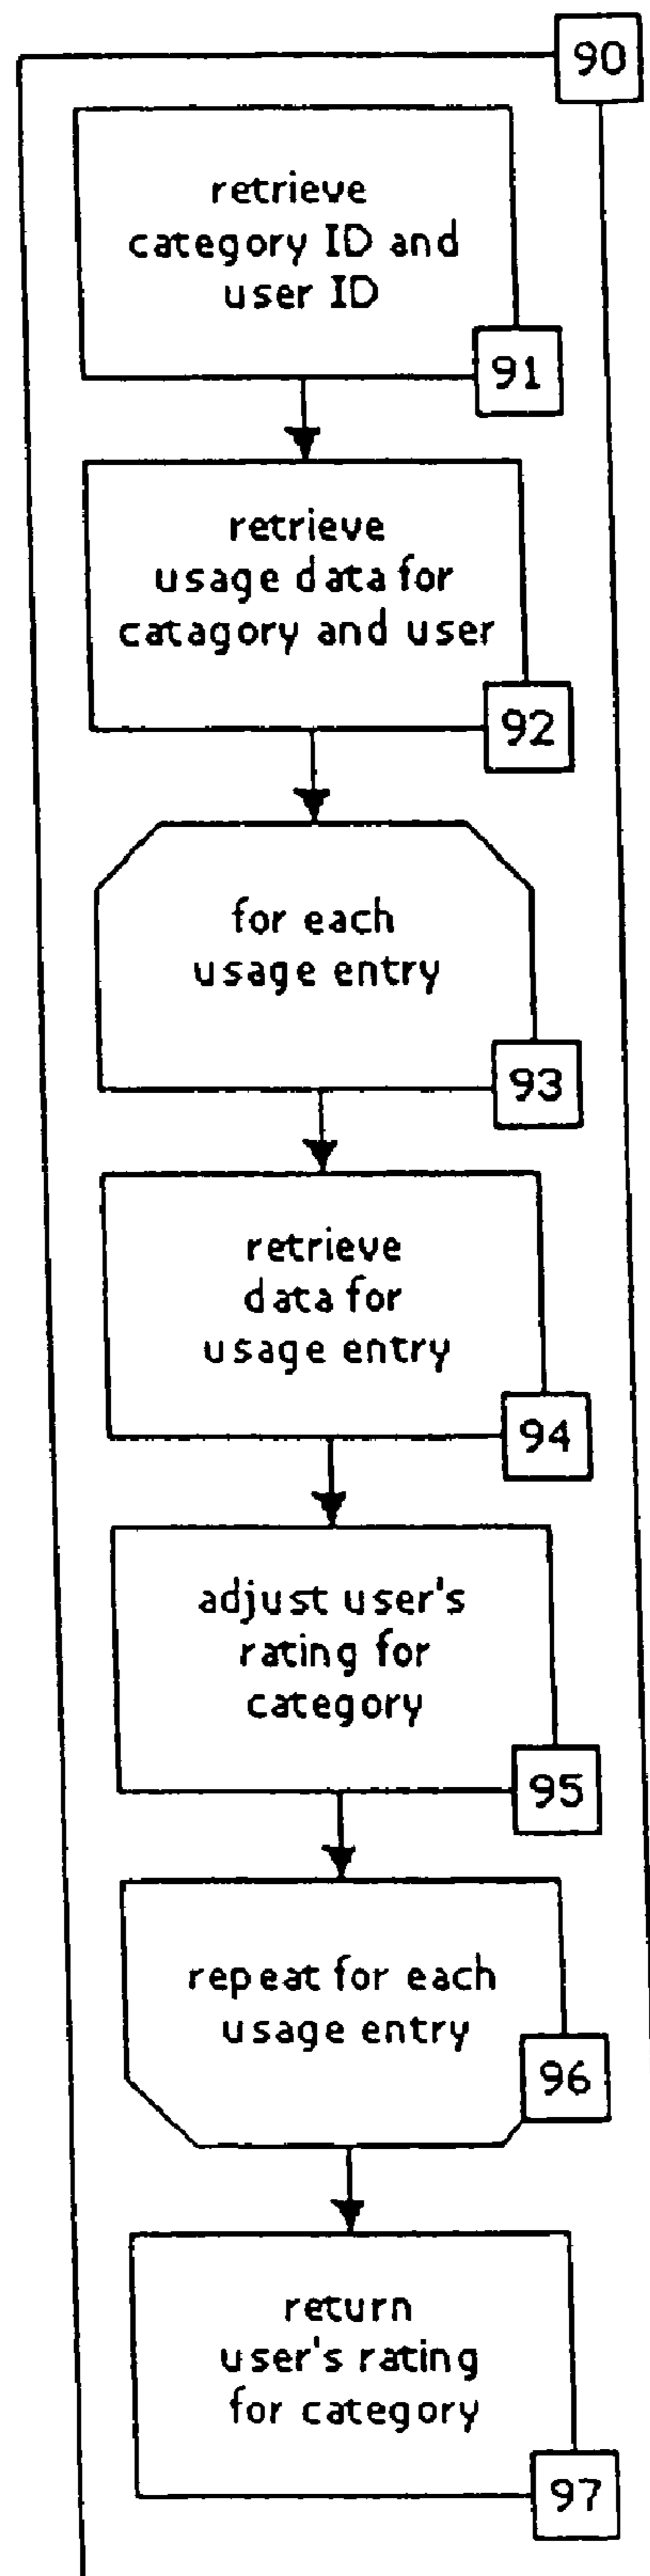 90
retrieve
category ID and
user ID
91
retrieve
usage data for
catagory and user
92
for each
usage entry
93
retrieve
data for
usage entry
94
adjust user's
rating for
category
95
repeat for each
usage entry
96
return
user's rating
for category
97